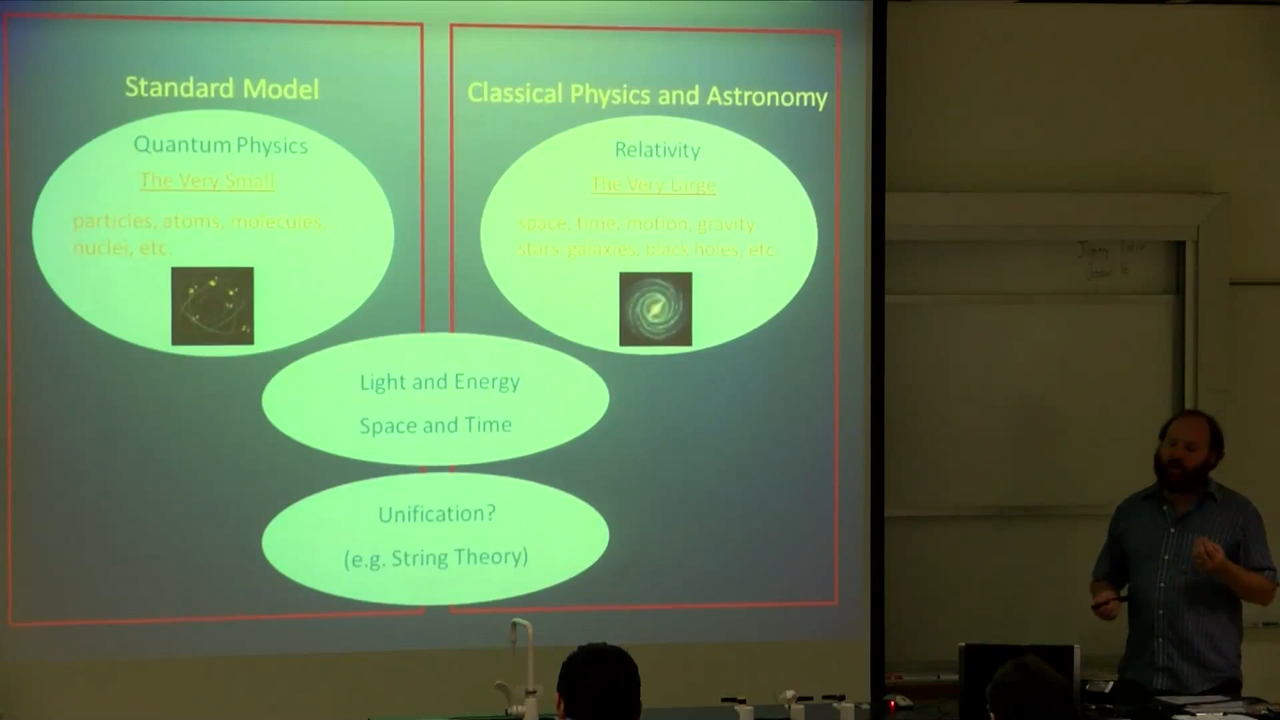 Standard Model
Quantum Physics
The Very Small
particles, atoms, molecules,
nuclei, etc.
Classical Physics and Astronomy
Relativity
The Very Large
space, time, motion, gravity
stars, galaxies, black holes, etc
Light and Energy
Space and Time
Unification?
(e.g. String Theory)